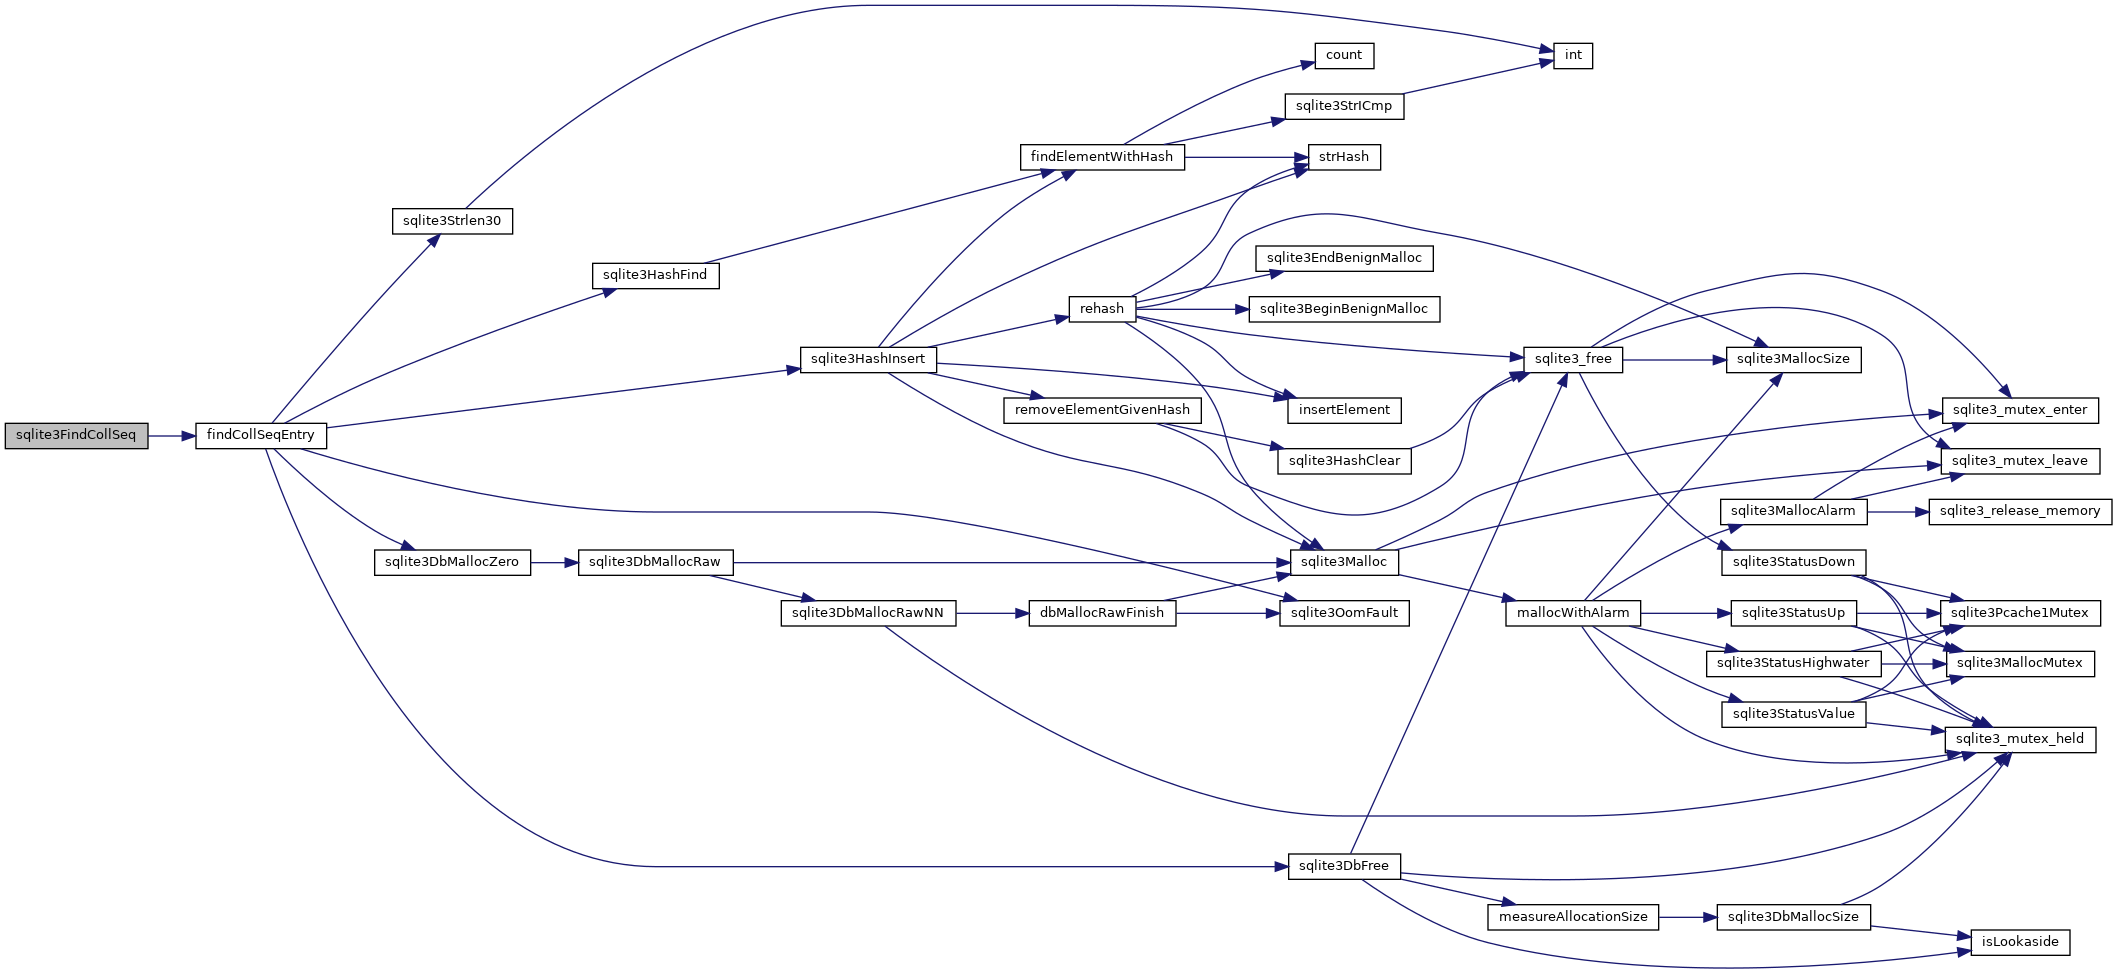 sqlite3FindCollSeq
findCollSeqEntry
sqlite3Strlen30
sqlite3HashFind
sqlite3HashInsert
sqlite3DbMallocZero
sqlite3DbMallocRaw
sqlite3DbMallocRawNN
findElementWithHash
rehash
removeElementGivenHash
dbMallocRawFinish
count
sqlite3StrICmp
strHash
sqlite3EndBenignMalloc
sqlite3BeginBenignMalloc
insertElement
sqlite3HashClear
sqlite3Malloc
sqlite3OomFault
sqlite3DbFree
int
sqlite3_free
mallocWithAlarm
measureAllocationSize
sqlite3MallocSize
sqlite3MallocAlarm
sqlite3StatusDown
sqlite3StatusUp
sqlite3StatusHighwater
sqlite3StatusValue
sqlite3DbMallocSize
sqlite3_mutex_enter
sqlite3_mutex_leave
sqlite3_release_memory
sqlite3Pcache1Mutex
sqlite3MallocMutex
sqlite3_mutex_held
isLookaside